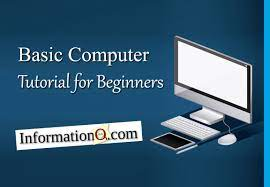 Basic Computer
Tutorial for Beginners
InformationQ.com